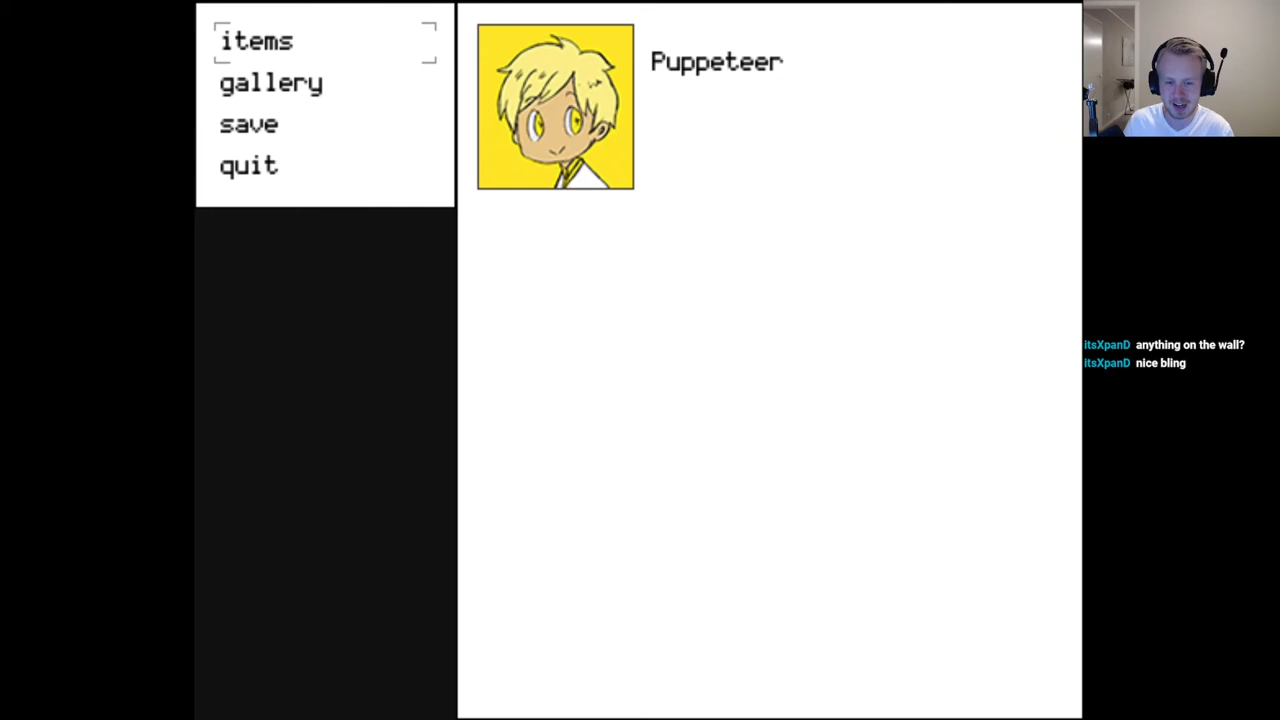 items
gallery
save
quit
Puppeteer
itsXpanD anything on the wall?
itsXpanD nice bling